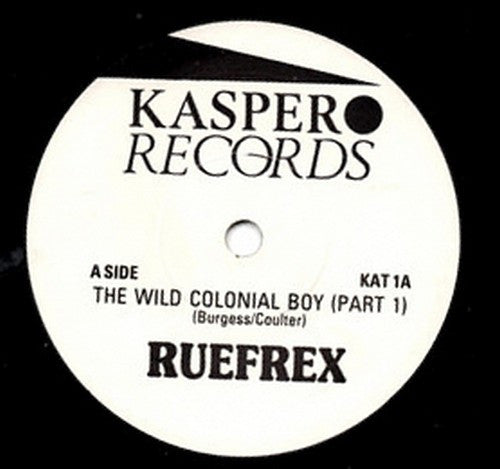 KASPER
RECORDS
A SIDE
KAT 1A
THE WILD COLONIAL BOY (PART 1)
(Burgess/Coulter)
RUEFREX